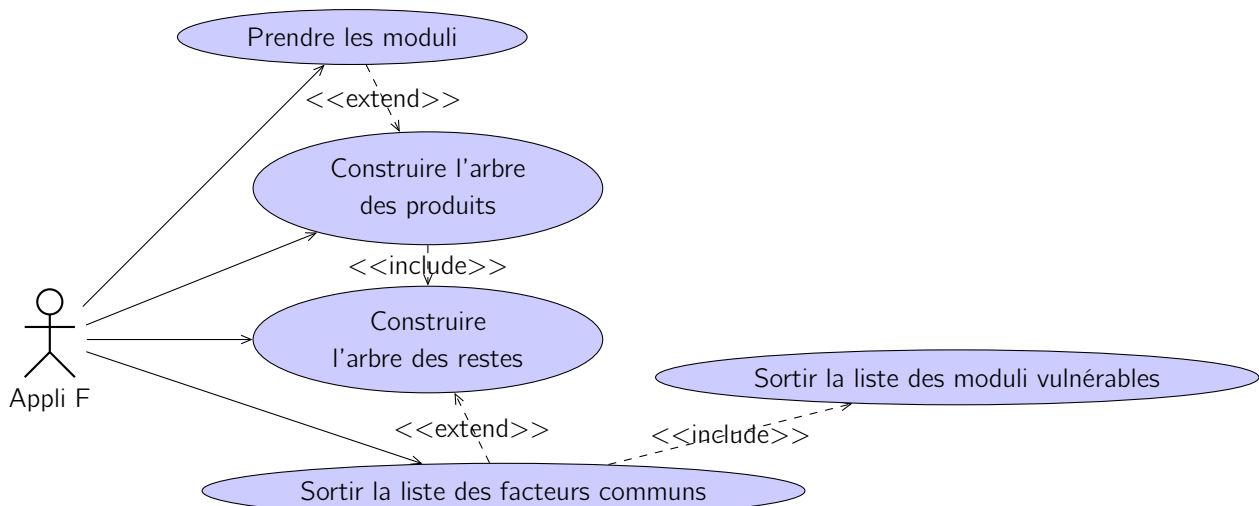 Prendre les moduli
<<extend>>
Construire l'arbre
des produits
<<include>>
Construire
l'arbre des restes
Appli F
Sortir la liste des moduli vulnérables
<<extend>>
<<include>>
Sortir la liste des facteurs communs